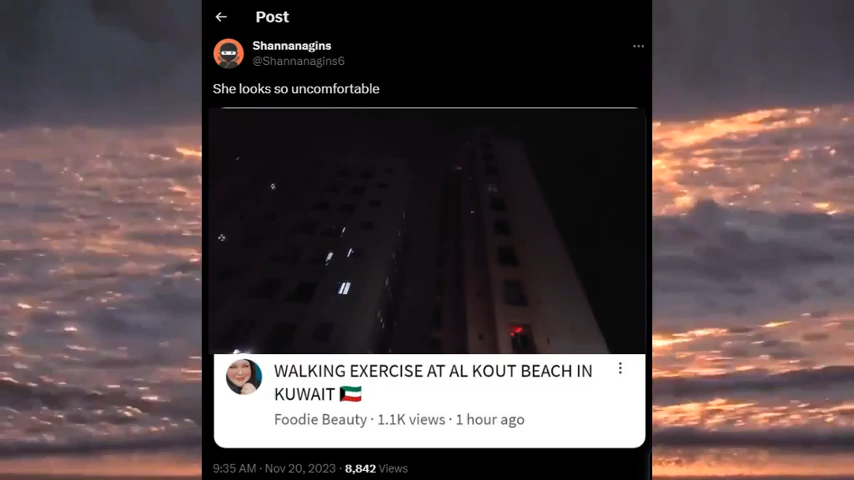 Post
Shannanagins
@Shannanagins6
She looks so uncomfortable
WALKING EXERCISE AT AL KOUT BEACH IN
KUWAIT 🇰🇼
Foodie Beauty · 1.1K views · 1 hour ago
9:35 AM · Nov 20, 2023 · 8,842 Views